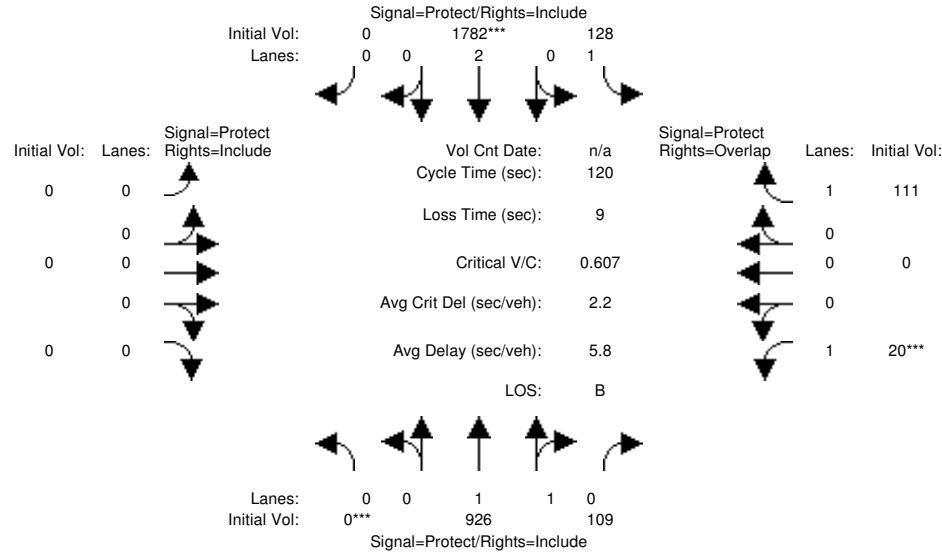 Signal=Protect/Rights=Include
Initial Vol: 0 1782*** 128
Lanes: 0 0 2 0 1
Signal=Protect Signal=Protect
Initial Vol: Lanes: Rights=Include Vol Cnt Date: n/a Rights=Overlap Lanes: Initial Vol:
Cycle Time (sec): 120
0 0 1 111
Loss Time (sec): 9
0 0
0 0 Critical V/C: 0.607 0 0
0 Avg Crit Del (sec/veh): 2.2 0
0 0 Avg Delay (sec/veh): 5.8 1 20***
LOS: B
Lanes: 0 0 1 1 0
Initial Vol: 0*** 926 109
Signal=Protect/Rights=Include